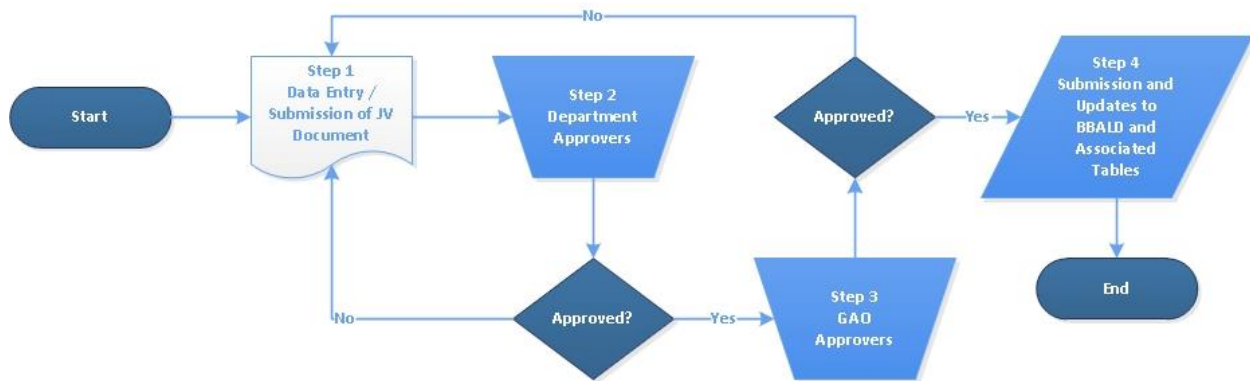 No
Start
Step 1
Data Entry /
Submission of JV
Document
Step 2
Department
Approvers
Approved?
Yes
Step 4
Submission and
Updates to
BBALD and
Associated
Tables
No
Approved?
Yes
Step 3
GAO
Approvers
End